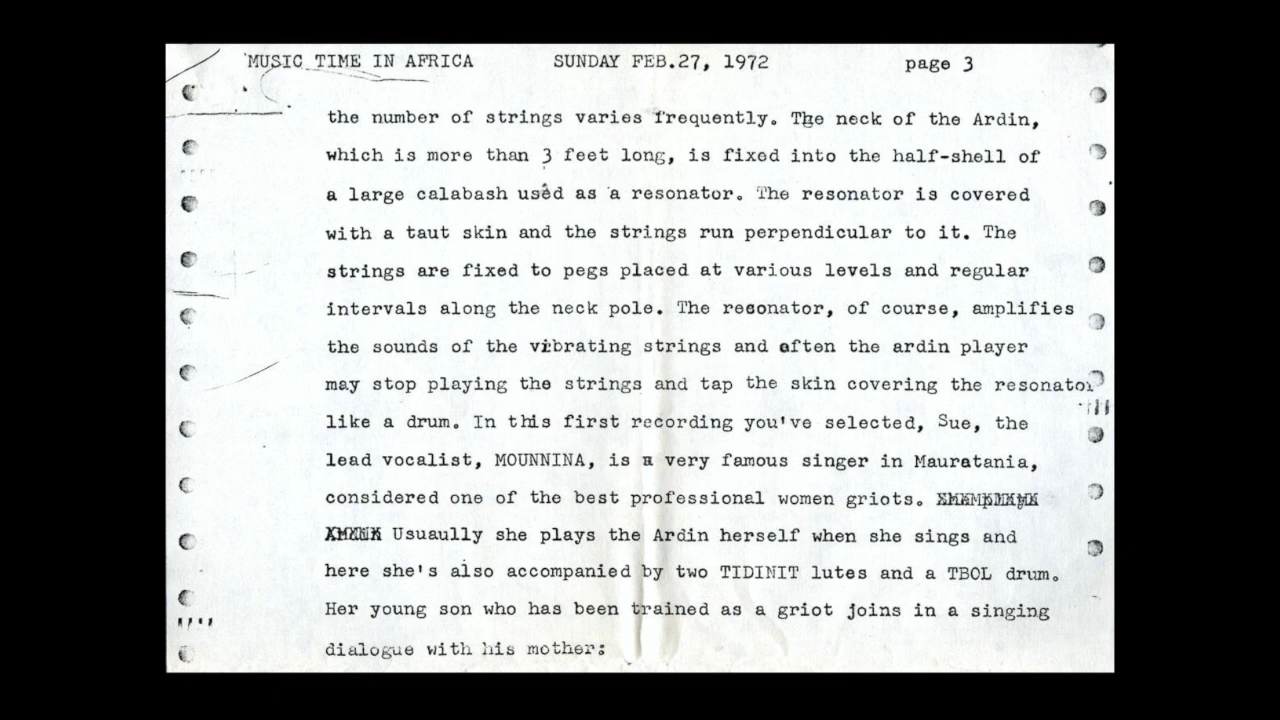 MUSIC TIME IN AFRICA SUNDAY FEB.27, 1972 page 3
the number of strings varies frequently. The neck of the Ardin,
which is more than 3 feet long, is fixed into the half-shell of
a large calabash used as a resonator. The resonator is covered
with a taut skin and the strings run perpendicular to it. The
strings are fixed to pegs placed at various levels and regular
intervals along the neck pole. The resonator, of course, amplifies
the sounds of the vibrating strings and often the ardin player
may stop playing the strings and tap the skin covering the resonator
like a drum. In this first recording you've selected, Sue, the
lead vocalist, MOUNNINA, is a very famous singer in Mauratania,
considered one of the best professional women griots.
Usuaully she plays the Ardin herself when she sings and
here she's also accompanied by two TIDINIT lutes and a TBOL drum.
Her young son who has been trained as a griot joins in a singing
dialogue with his mother: